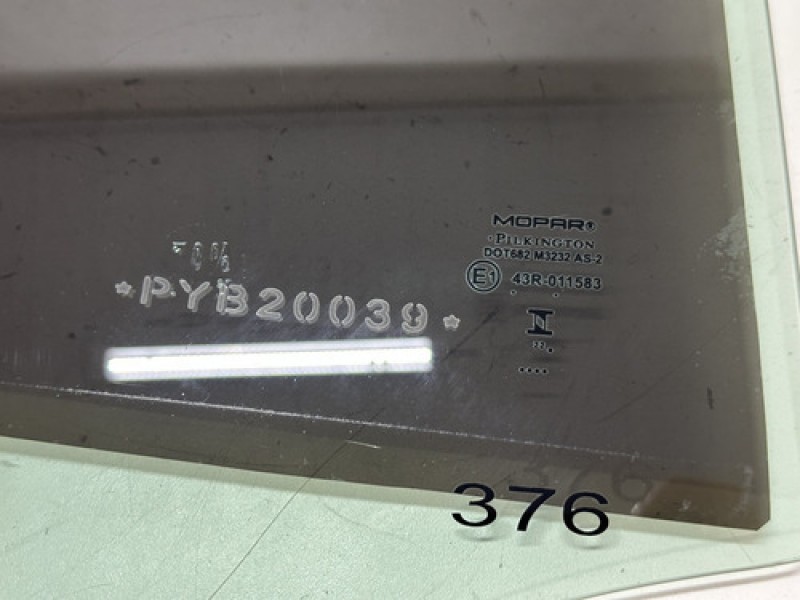 MOPAR®
PILKINGTON
DOT682 M3232 AS-2
E1 43R-011583
*PYB20039*
376